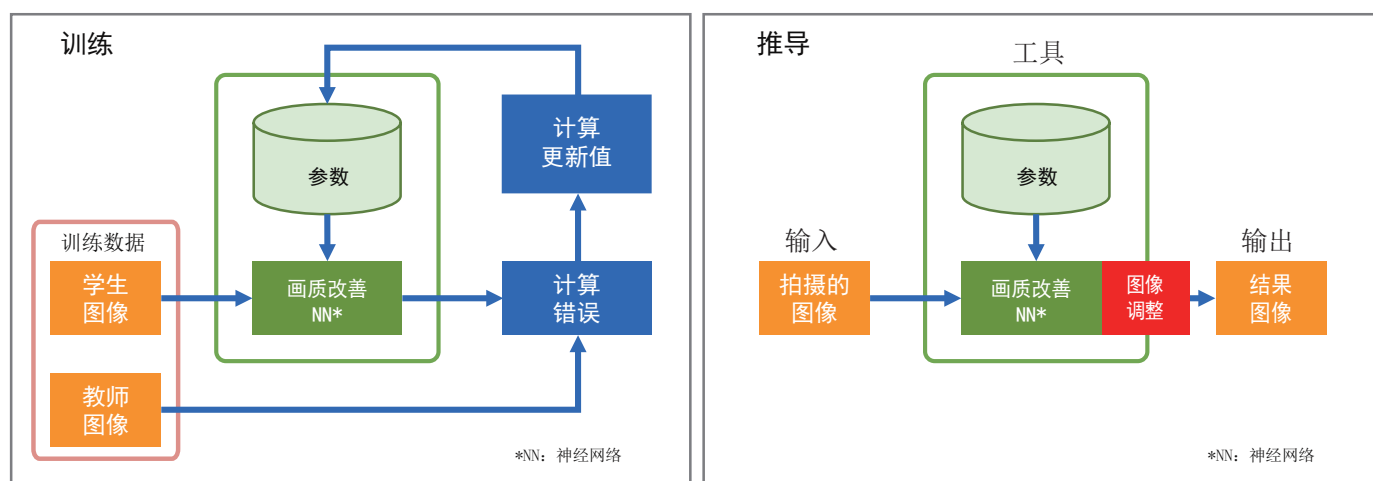 训练
参数
计算
更新值
训练数据
学生
图像
画质改善
NN*
计算
错误
教师
图像
*NN：神经网络
推导
工具
参数
输入
输出
拍摄的
图像
画质改善
NN*
图像
调整
结果
图像
*NN：神经网络